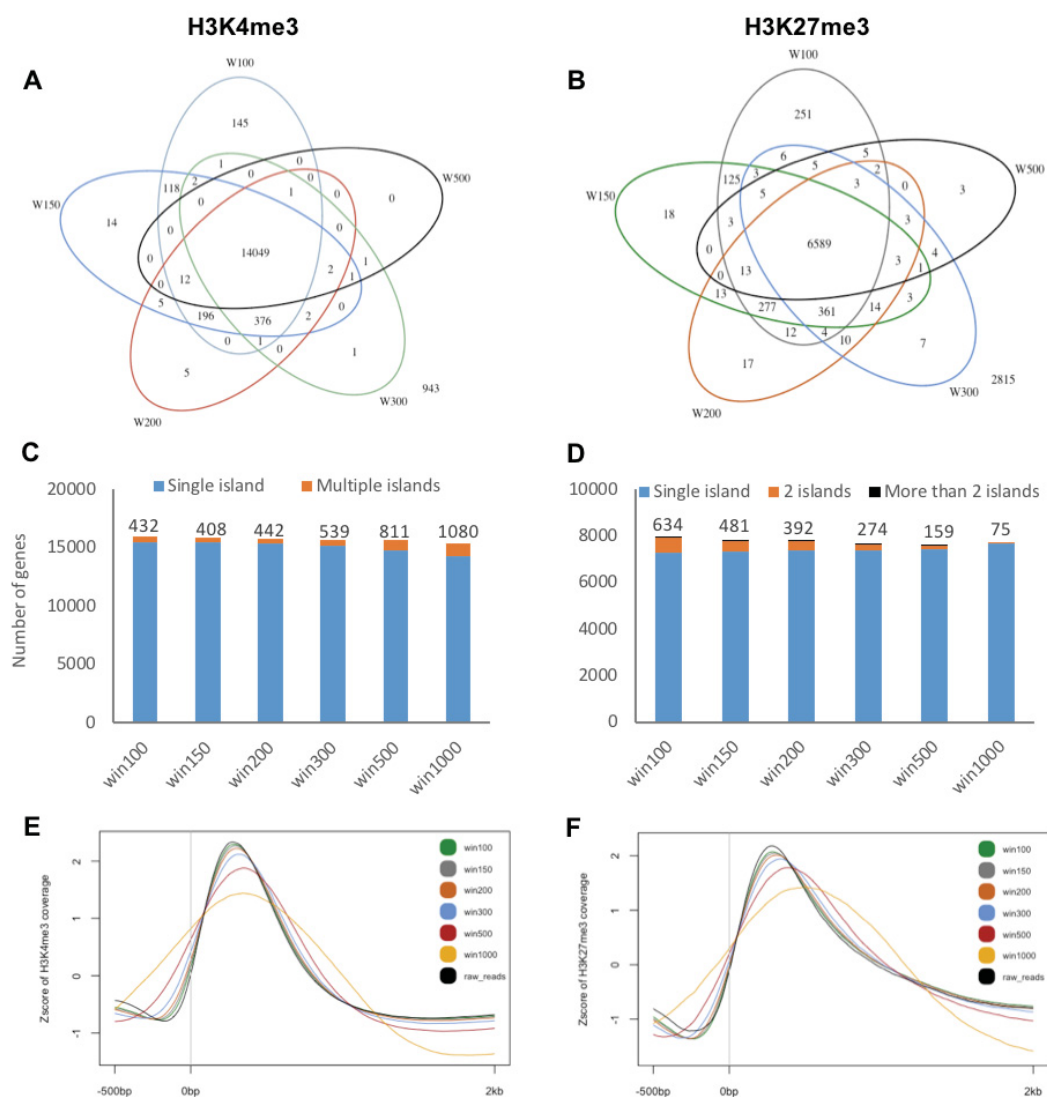 H3K4me3
H3K27me3
A
W100
145
1
0
0
0
0
2
118
0
1
W500
0
W150
14
0
14049
0
12
2
1
1
0
5
196
376
2
0
0
1
0
1
5
943
W300
W200
B
W100
251
6
5
5
2
0
3
125
5
3
W500
3
W150
18
3
3
6589
0
0
13
3
4
1
13
277
361
14
3
12
4
10
7
17
2815
W300
W200
C
20000
15000
10000
5000
0
Number of genes
Single island
Multiple islands
432
408
442
539
811
1080
win100
win150
win200
win300
win500
win1000
D
10000
8000
6000
4000
2000
0
Single island
2 islands
More than 2 islands
634
481
392
274
159
75
win100
win150
win200
win300
win500
win1000
E
Zscore of H3K4me3 coverage
2
1
0
-1
win100
win150
win200
win300
win500
win1000
raw_reads
-500bp
0bp
2kb
F
Zscore of H3K27me3 coverage
2
1
0
-1
win100
win150
win200
win300
win500
win1000
raw_reads
-500bp
0bp
2kb